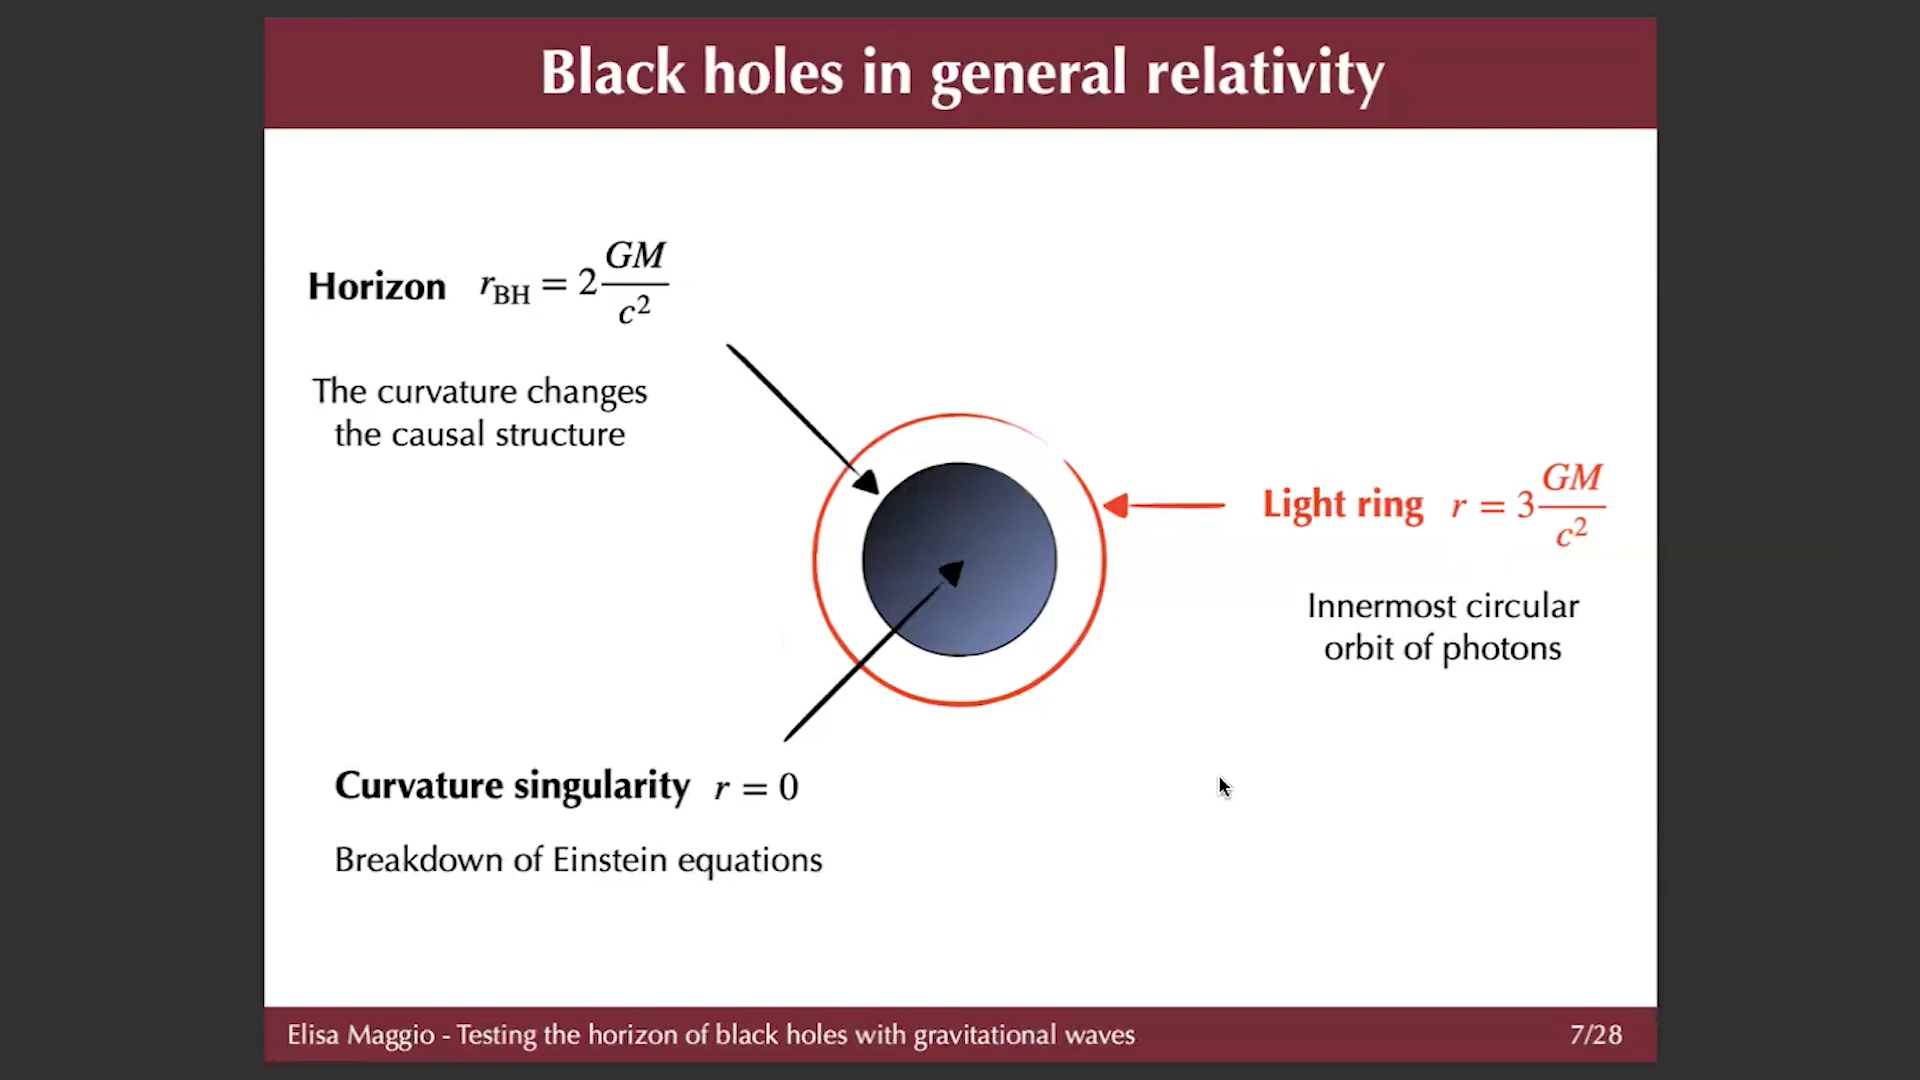 Black holes in general relativity
Horizon r_BH = 2 GM/c²
The curvature changes
the causal structure
Light ring r = 3 GM/c²
Innermost circular
orbit of photons
Curvature singularity r = 0
Breakdown of Einstein equations
Elisa Maggio - Testing the horizon of black holes with gravitational waves 7/28